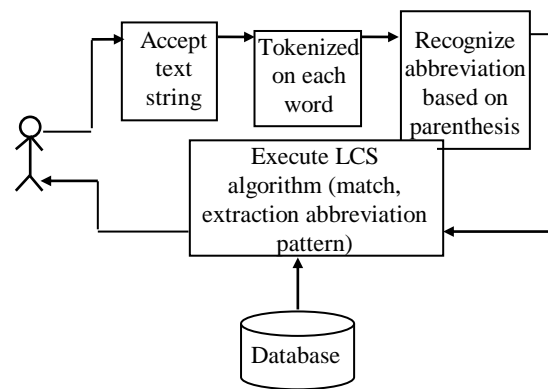 Accept
text
string
Tokenized
on each
word
Recognize
abbreviation
based on
parenthesis
Execute LCS
algorithm (match,
extraction abbreviation
pattern)
Database